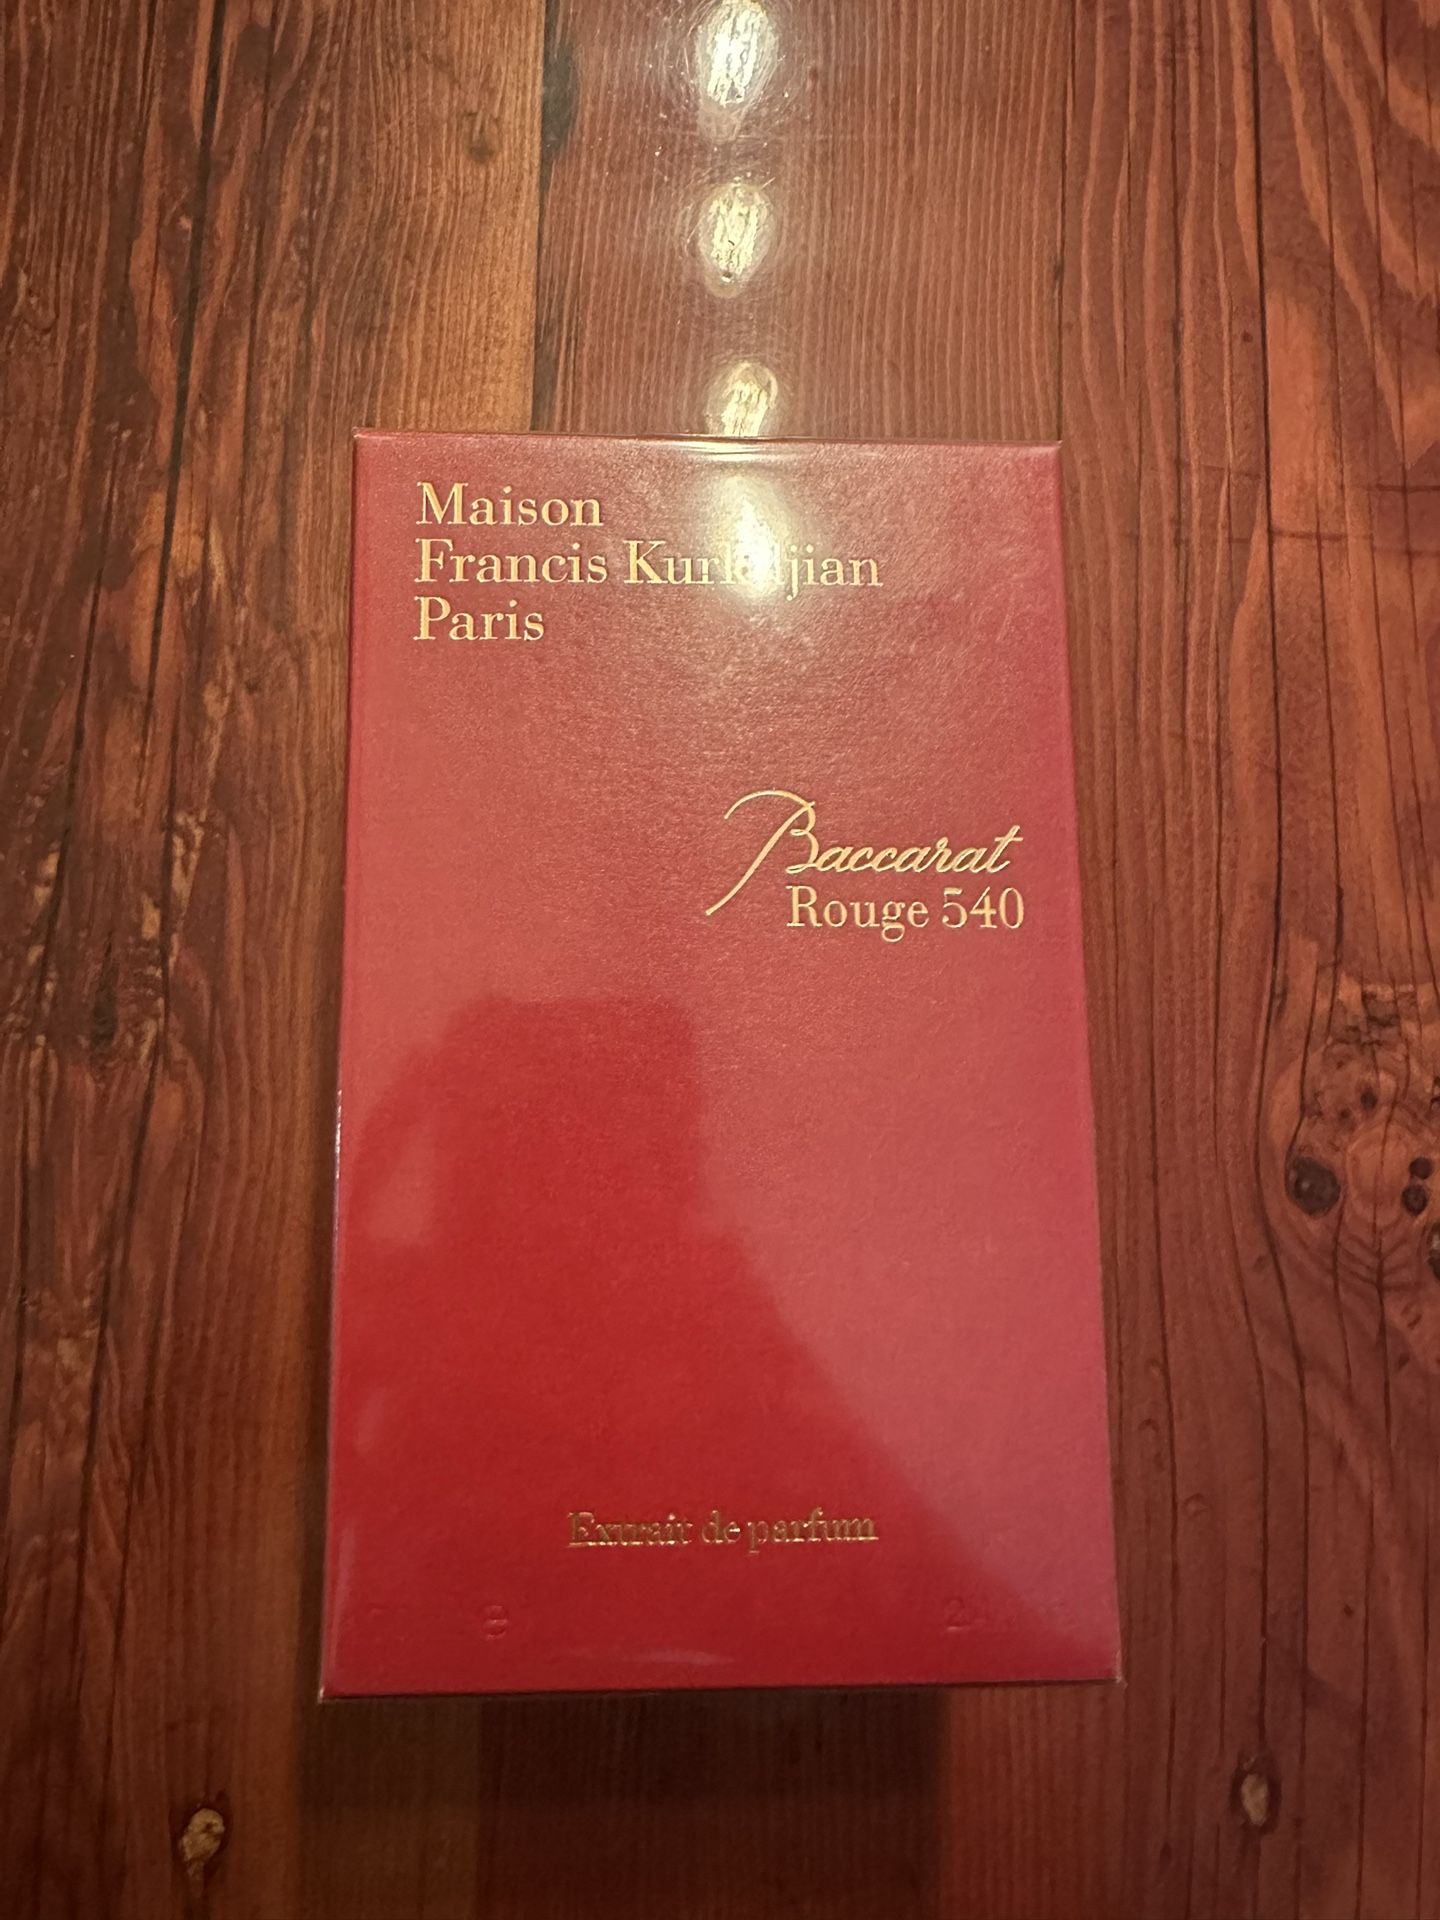 Maison
Francis Kurkdjian
Paris
Baccarat
Rouge 540
Extrait de parfum